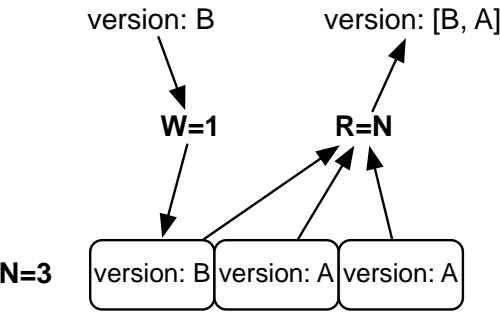 version: B
version: [B, A]
W=1
R=N
N=3
version: B
version: A
version: A